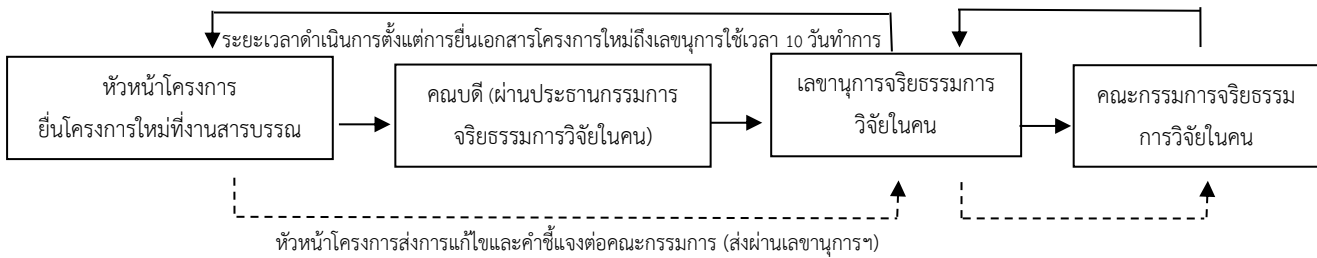 ระยะเวลาดำเนินการตั้งแต่การยื่นเอกสารโครงการใหม่ถึงเลขนุการใช้เวลา 10 วันทำการ
หัวหน้าโครงการ
ยื่นโครงการใหม่ที่งานสารบรรณ
คณบดี (ผ่านประธานกรรมการ
จริยธรรมการวิจัยในคน)
เลขานุการจริยธรรมการ
วิจัยในคน
คณะกรรมการจริยธรรม
การวิจัยในคน
หัวหน้าโครงการส่งการแก้ไขและคำชี้แจงต่อคณะกรรมการ (ส่งผ่านเลขานุการฯ)